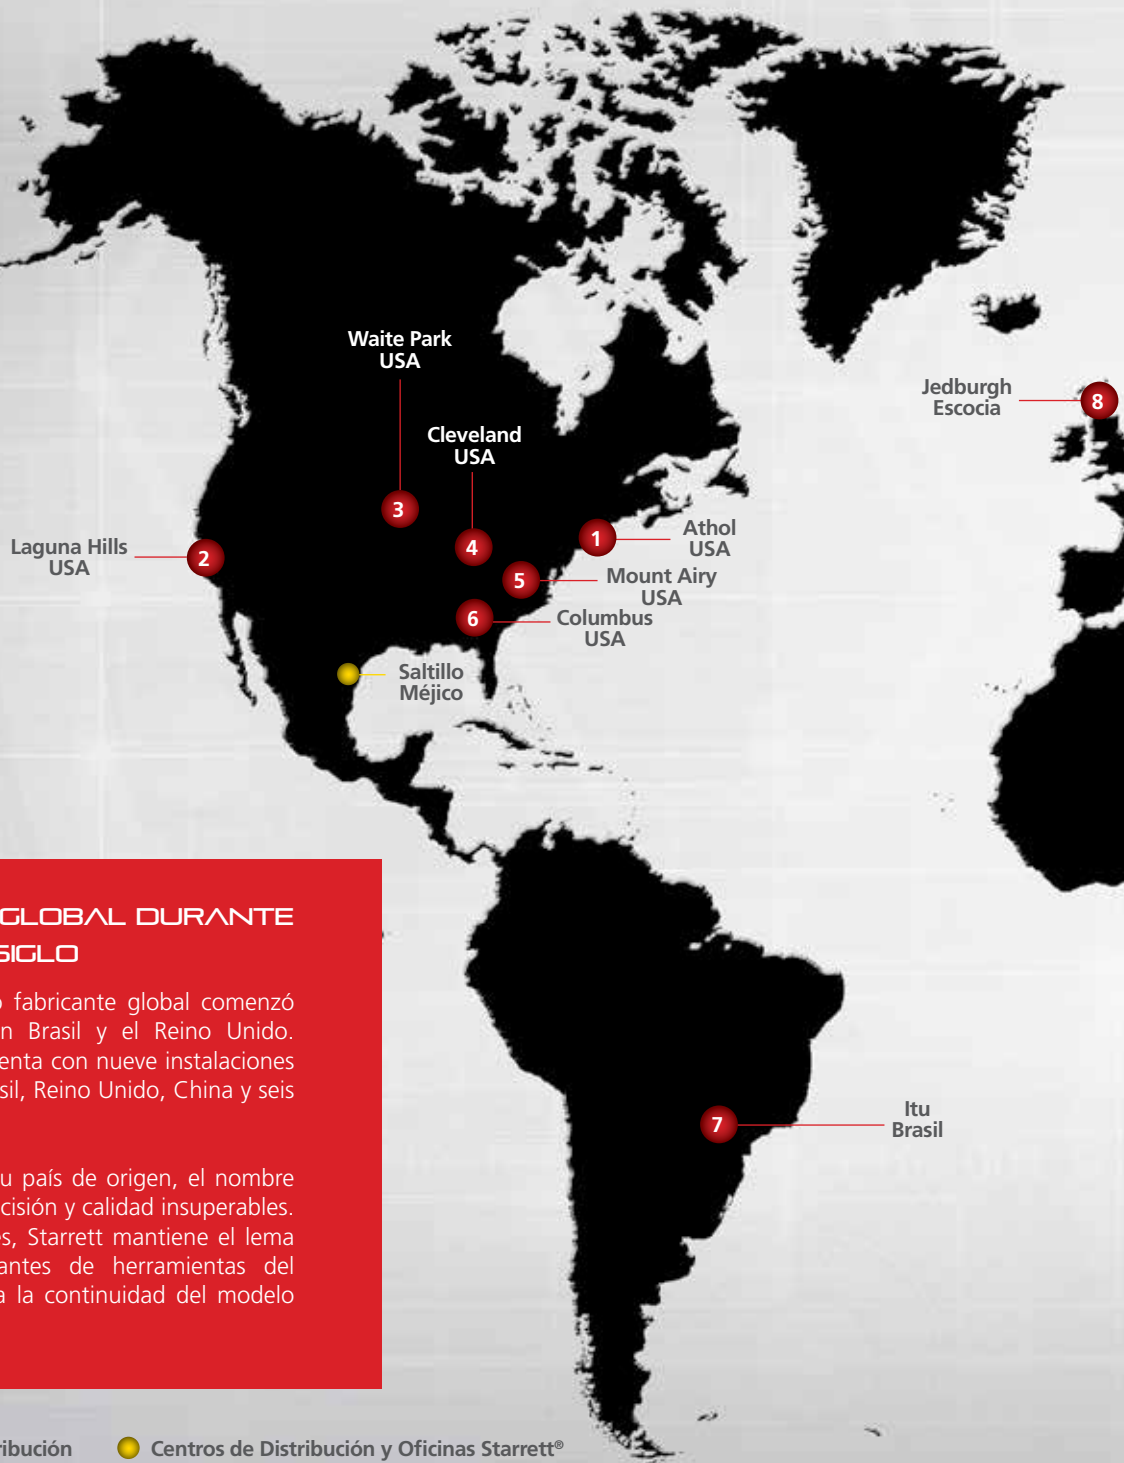 Waite Park
USA
Cleveland
USA
Jedburgh
Escocia
8
3
Laguna Hills
USA
2
4
1
Athol
USA
5
Mount Airy
USA
6
Columbus
USA
Saltillo
Méjico
GLOBAL DURANTE
SIGLO
fabricante global comenzó
n Brasil y el Reino Unido.
enta con nueve instalaciones
sil, Reino Unido, China y seis
u país de origen, el nombre
cisión y calidad insuperables.
es, Starrett mantiene el lema
antes de herramientas del
a la continuidad del modelo
7
Itu
Brasil
ribución
Centros de Distribución y Oficinas Starrett®